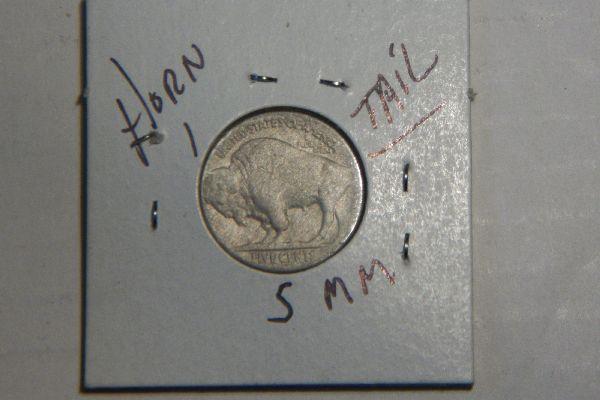 HORN
TAIL
UNITED STATES OF AMERICA
FIVE CENTS
5 MM